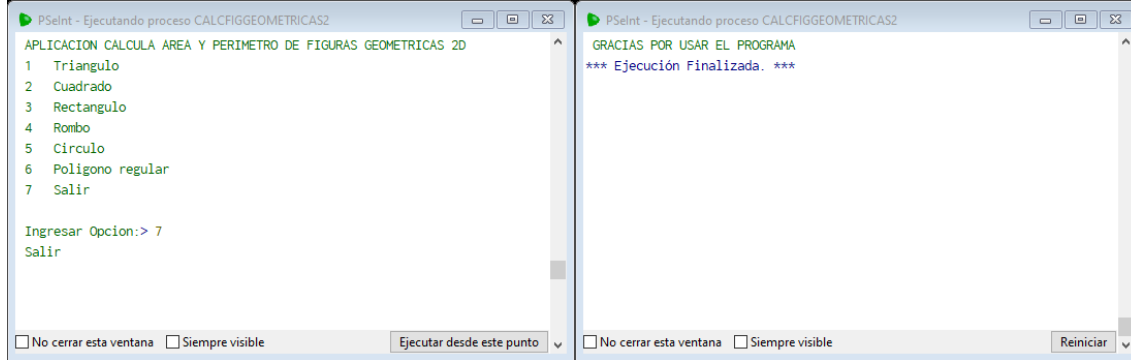 PSeInt - Ejecutando proceso CALCFIGGEOMETRICAS2
APLICACION CALCULA AREA Y PERIMETRO DE FIGURAS GEOMETRICAS 2D
1 Triangulo
2 Cuadrado
3 Rectangulo
4 Rombo
5 Circulo
6 Poligono regular
7 Salir
Ingresar Opcion:> 7
Salir
No cerrar esta ventana Siempre visible Ejecutar desde este punto
PSeInt - Ejecutando proceso CALCFIGGEOMETRICAS2
GRACIAS POR USAR EL PROGRAMA
*** Ejecución Finalizada. ***
No cerrar esta ventana Siempre visible Reiniciar